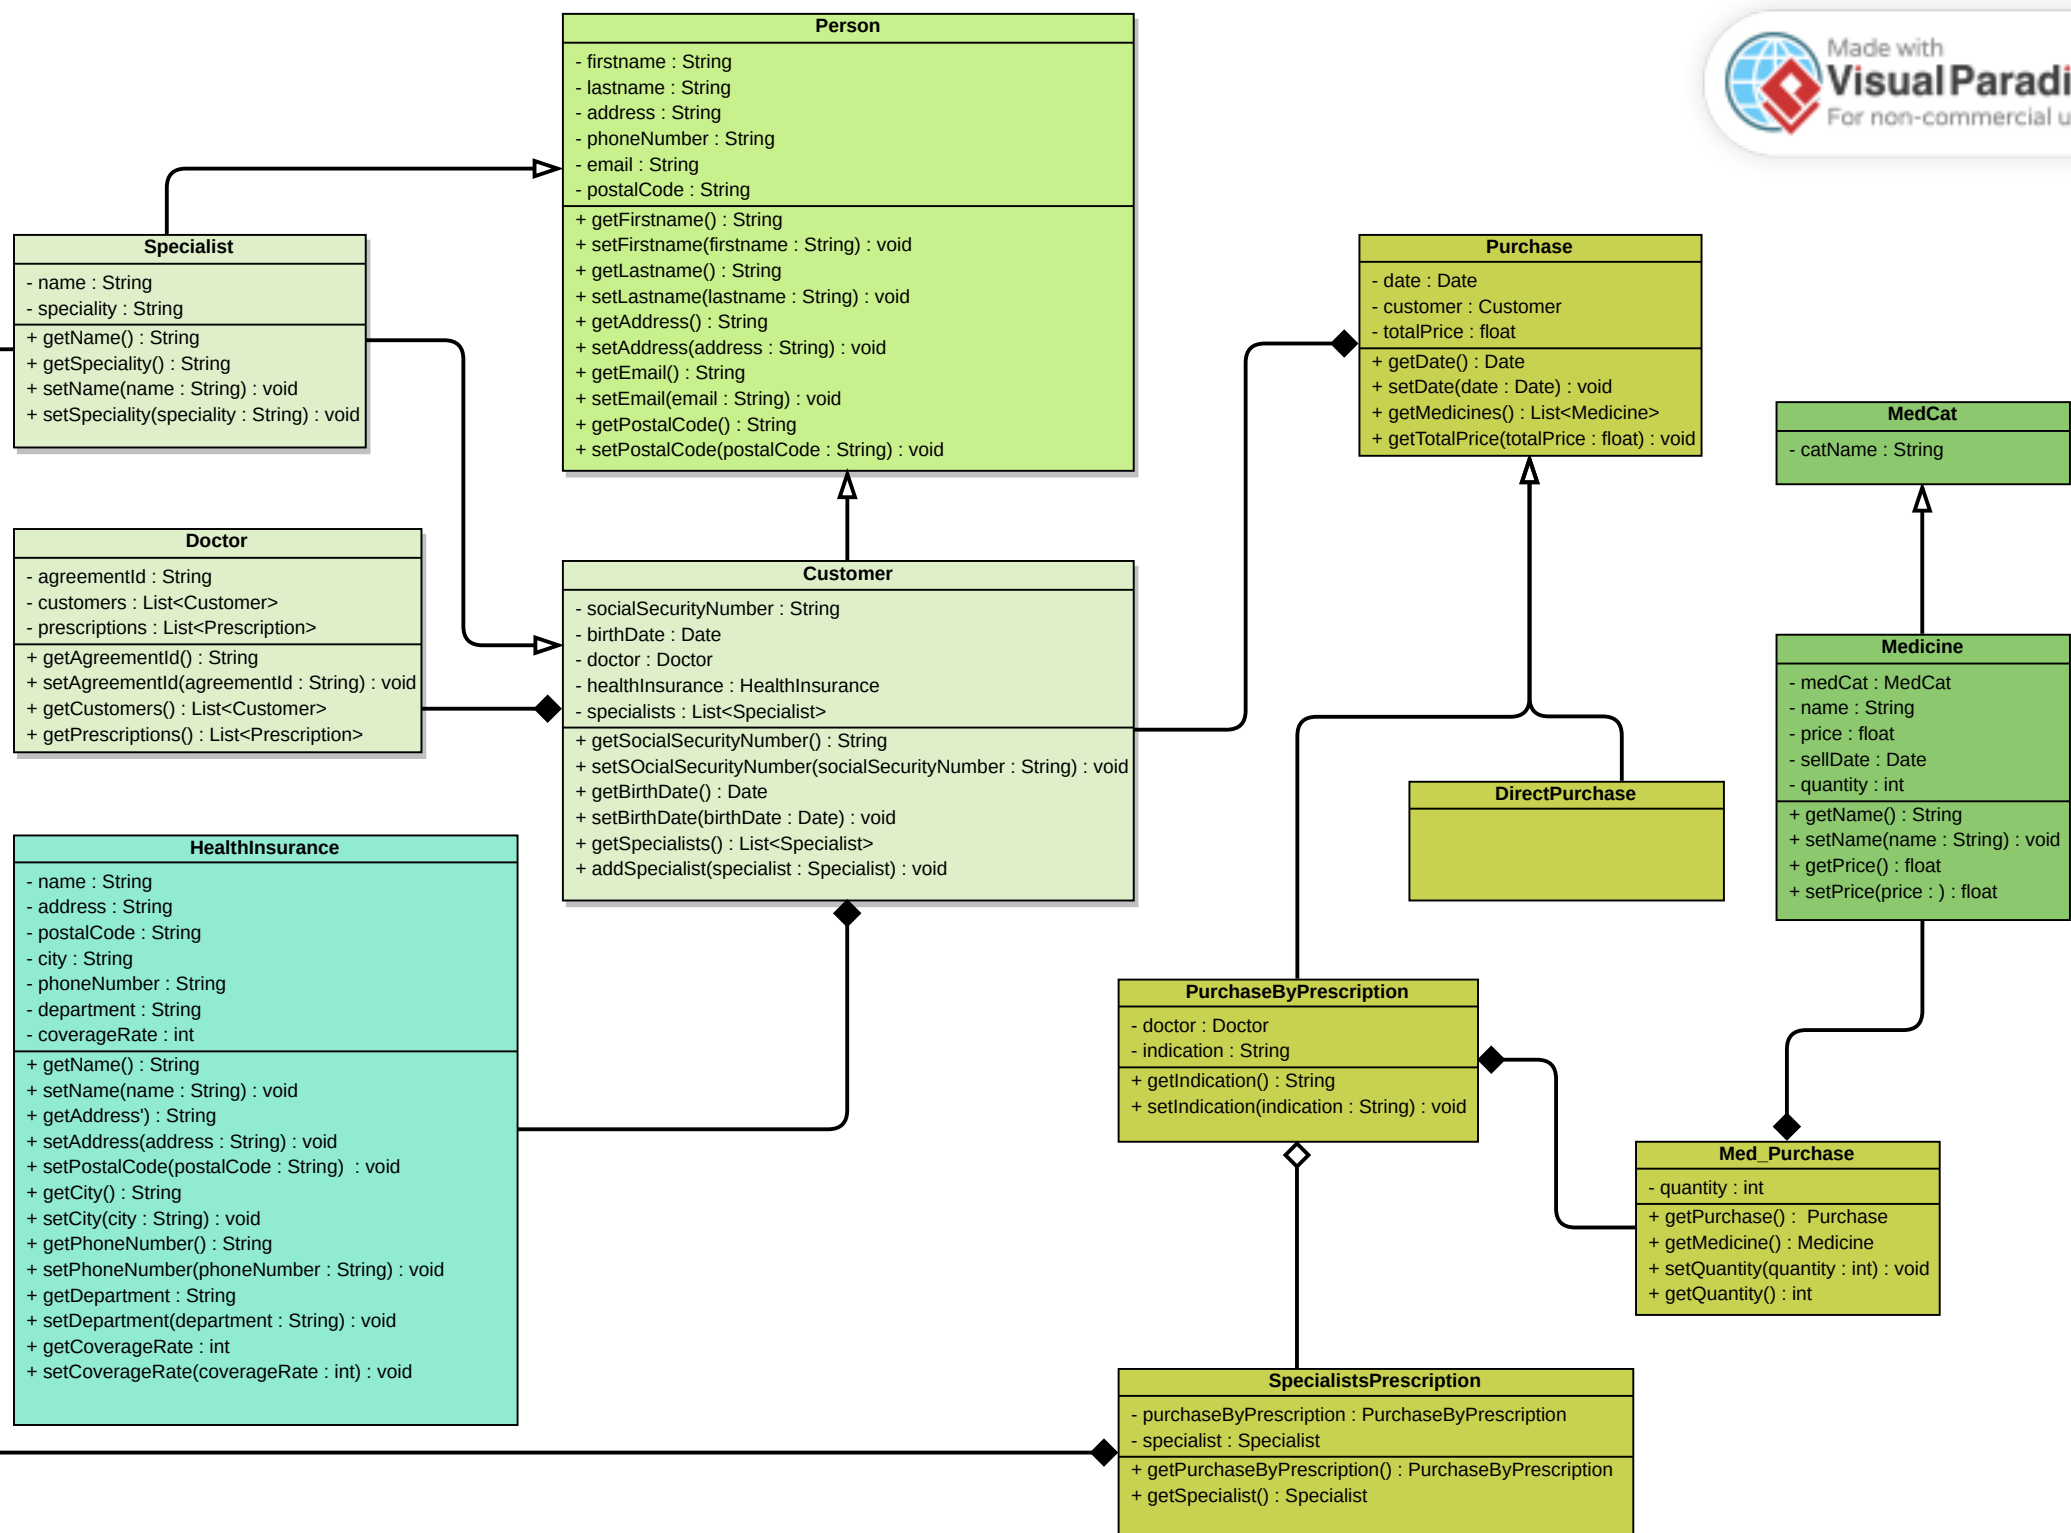 Person
- firstname : String
- lastname : String
- address : String
- phoneNumber : String
- email : String
- postalCode : String
+ getFirstname() : String
+ setFirstname(firstname : String) : void
+ getLastname() : String
+ setLastname(lastname : String) : void
+ getAddress() : String
+ setAddress(address : String) : void
+ getEmail() : String
+ setEmail(email : String) : void
+ getPostalCode() : String
+ setPostalCode(postalCode : String) : void
Made with
Visual Paradi
For non-commercial u
Specialist
- name : String
- speciality : String
+ getName() : String
+ getSpeciality() : String
+ setName(name : String) : void
+ setSpeciality(speciality : String) : void
Purchase
- date : Date
- customer : Customer
- totalPrice : float
+ getDate() : Date
+ setDate(date : Date) : void
+ getMedicines() : List<Medicine>
+ getTotalPrice(totalPrice : float) : void
MedCat
- catName : String
Doctor
- agreementId : String
- customers : List<Customer>
- prescriptions : List<Prescription>
+ getAgreementId() : String
+ setAgreementId(agreementId : String) : void
+ getCustomers() : List<Customer>
+ getPrescriptions() : List<Prescription>
Customer
- socialSecurityNumber : String
- birthDate : Date
- doctor : Doctor
- healthInsurance : HealthInsurance
- specialists : List<Specialist>
+ getSocialSecurityNumber() : String
+ setSOcialSecurityNumber(socialSecurityNumber : String) : void
+ getBirthDate() : Date
+ setBirthDate(birthDate : Date) : void
+ getSpecialists() : List<Specialist>
+ addSpecialist(specialist : Specialist) : void
Medicine
- medCat : MedCat
- name : String
- price : float
- sellDate : Date
- quantity : int
+ getName() : String
+ setName(name : String) : void
+ getPrice() : float
+ setPrice(price : ) : float
DirectPurchase
HealthInsurance
- name : String
- address : String
- postalCode : String
- city : String
- phoneNumber : String
- department : String
- coverageRate : int
+ getName() : String
+ setName(name : String) : void
+ getAddress') : String
+ setAddress(address : String) : void
+ setPostalCode(postalCode : String)  : void
+ getCity() : String
+ setCity(city : String) : void
+ getPhoneNumber() : String
+ setPhoneNumber(phoneNumber : String) : void
+ getDepartment : String
+ setDepartment(department : String) : void
+ getCoverageRate : int
+ setCoverageRate(coverageRate : int) : void
PurchaseByPrescription
- doctor : Doctor
- indication : String
+ getIndication() : String
+ setIndication(indication : String) : void
Med_Purchase
- quantity : int
+ getPurchase() :  Purchase
+ getMedicine() : Medicine
+ setQuantity(quantity : int) : void
+ getQuantity() : int
SpecialistsPrescription
- purchaseByPrescription : PurchaseByPrescription
- specialist : Specialist
+ getPurchaseByPrescription() : PurchaseByPrescription
+ getSpecialist() : Specialist